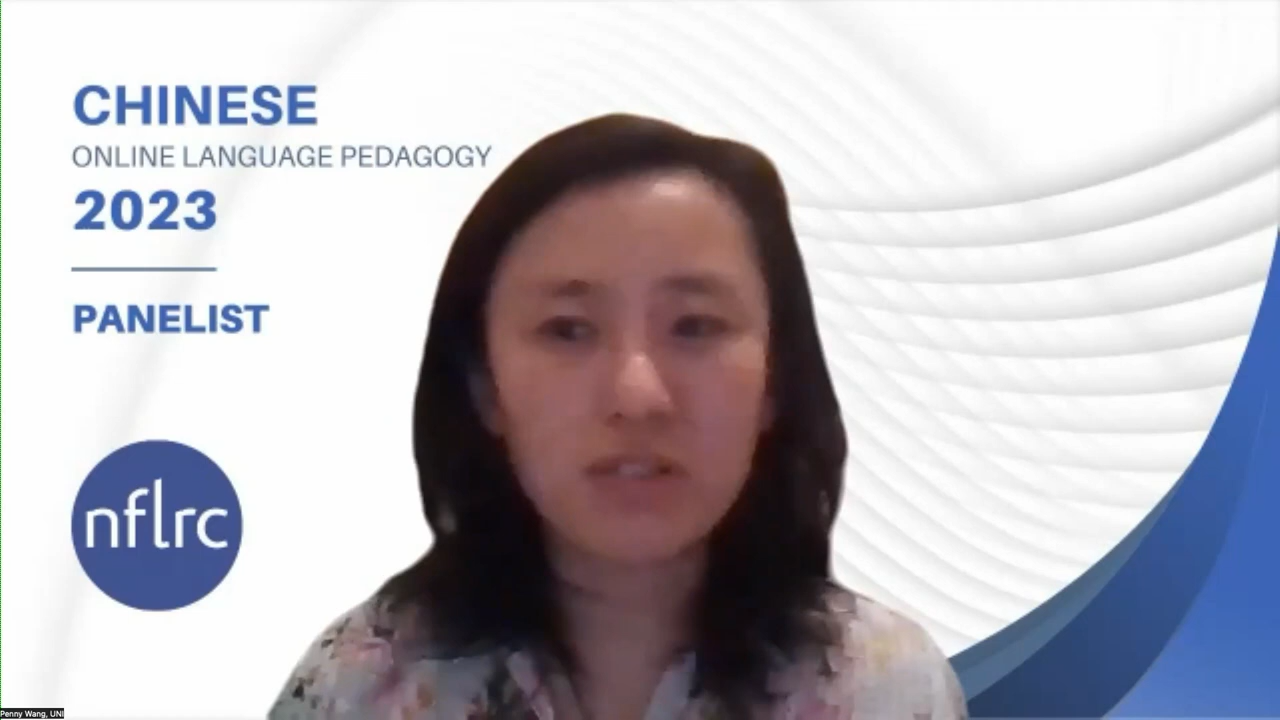 CHINESE
ONLINE LANGUAGE PEDAGOGY
2023
PANELIST
nflrc
Penny Wang, UNI